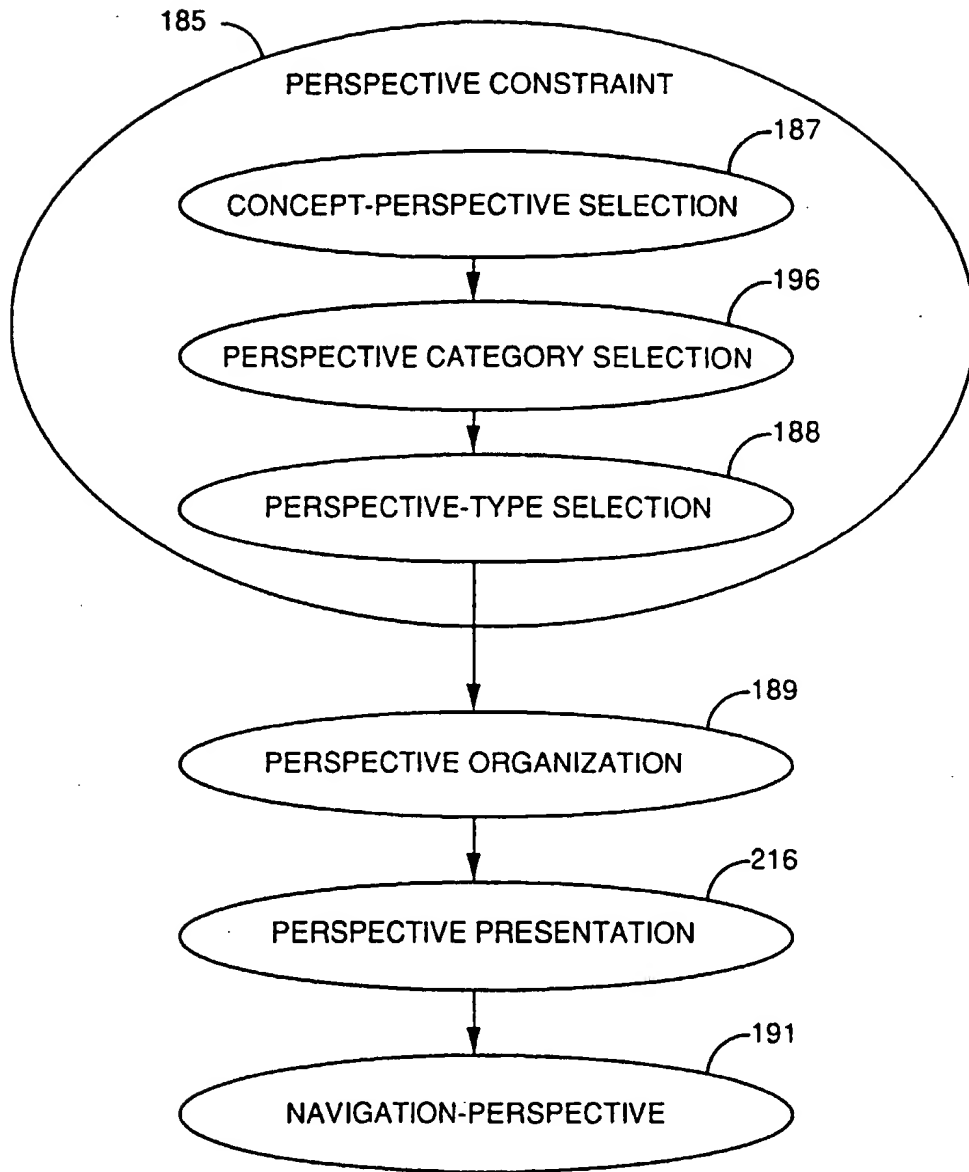 185
PERSPECTIVE CONSTRAINT
187
CONCEPT-PERSPECTIVE SELECTION
196
PERSPECTIVE CATEGORY SELECTION
188
PERSPECTIVE-TYPE SELECTION
189
PERSPECTIVE ORGANIZATION
216
PERSPECTIVE PRESENTATION
191
NAVIGATION-PERSPECTIVE